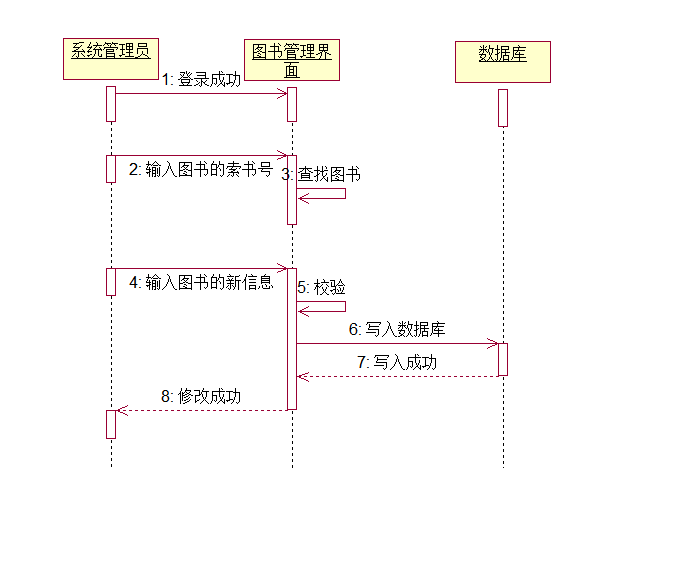 系统管理员
图书管理界
面
数据库
1: 登录成功
2: 输入图书的索书号
3: 查找图书
4: 输入图书的新信息
5: 校验
6: 写入数据库
7: 写入成功
8: 修改成功